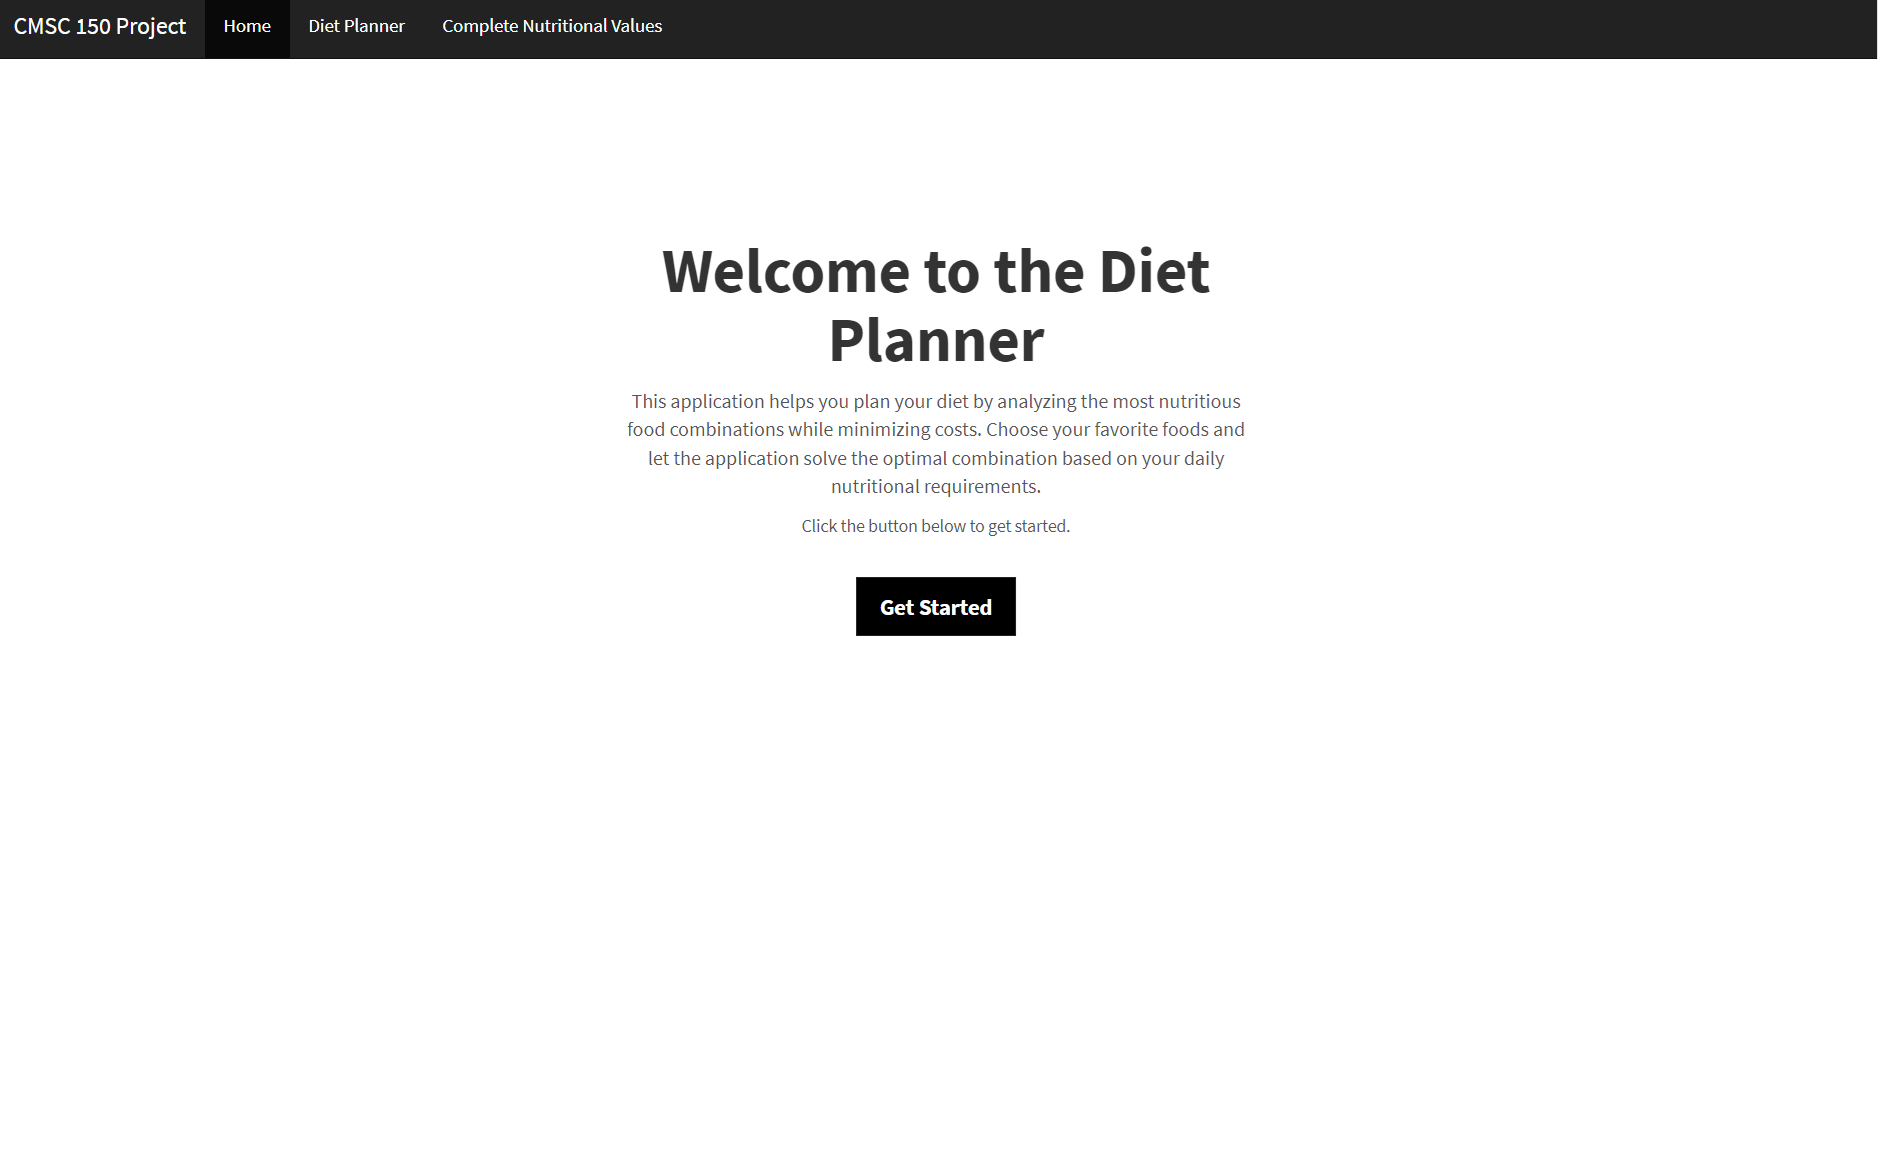 CMSC 150 Project Home Diet Planner Complete Nutritional Values
Welcome to the Diet
Planner
This application helps you plan your diet by analyzing the most nutritious
food combinations while minimizing costs. Choose your favorite foods and
let the application solve the optimal combination based on your daily
nutritional requirements.
Click the button below to get started.
Get Started